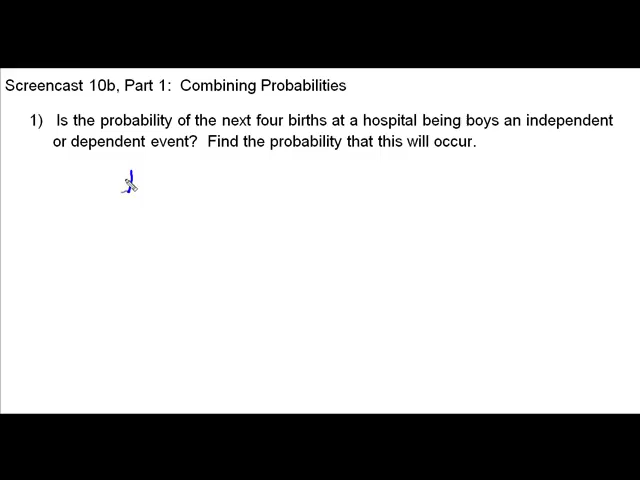 Screencast 10b, Part 1: Combining Probabilities
1) Is the probability of the next four births at a hospital being boys an independent
or dependent event? Find the probability that this will occur.